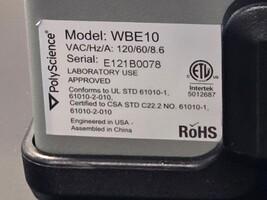 PolyScience
Model: WBE10
VAC/Hz/A: 120/60/8.6
Serial: E121B0078
LABORATORY USE
APPROVED
Conforms to UL STD 61010-1,
61010-2-010.
Certified to CSA STD C22.2 NO. 61010-1,
61010-2-010
Engineered in USA -
Assembled in China
ETL
Intertek
5012687
RoHS